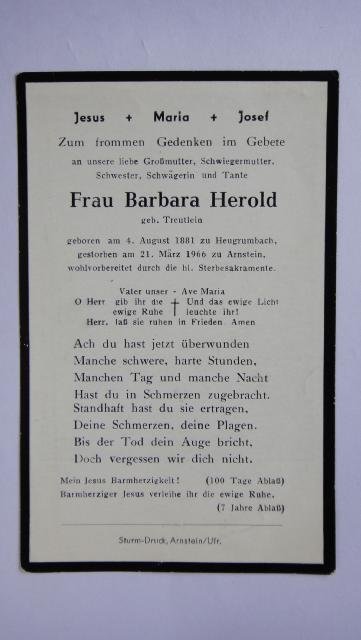 Jesus + Maria + Josef
Zum frommen Gedenken im Gebete
an unsere liebe Großmutter, Schwiegermutter,
Schwester, Schwägerin und Tante
Frau Barbara Herold
geb. Treutlein
geboren am 4. August 1881 zu Heugrumbach,
gestorben am 21. März 1966 zu Arnstein,
wohlvorbereitet durch die hl. Sterbesakramente.
Vater unser - Ave Maria
O Herr gib ihr die † Und das ewige Licht
ewige Ruhe leuchte ihr!
Herr, laß sie ruhen in Frieden. Amen
Ach du hast jetzt überwunden
Manche schwere, harte Stunden,
Manchen Tag und manche Nacht
Hast du in Schmerzen zugebracht.
Standhaft hast du sie ertragen,
Deine Schmerzen, deine Plagen.
Bis der Tod dein Auge bricht,
Doch vergessen wir dich nicht.
Mein Jesus Barmherzigkeit! (100 Tage Ablaß)
Barmherziger Jesus verleihe ihr die ewige Ruhe,
(7 Jahre Ablaß)
Sturm-Druck, Arnstein/Ufr.